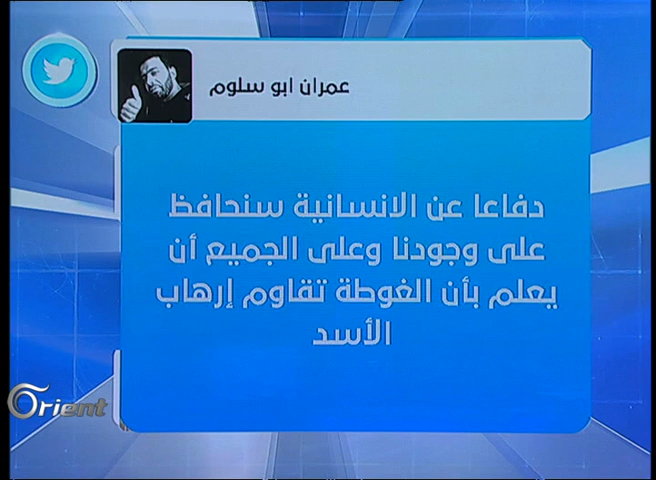 عمران ابو سلوم
دفاعا عن الانسانية سنحافظ
على وجودنا وعلى الجميع أن
يعلم بأن الغوطة تقاوم إرهاب
الأسد
Orient